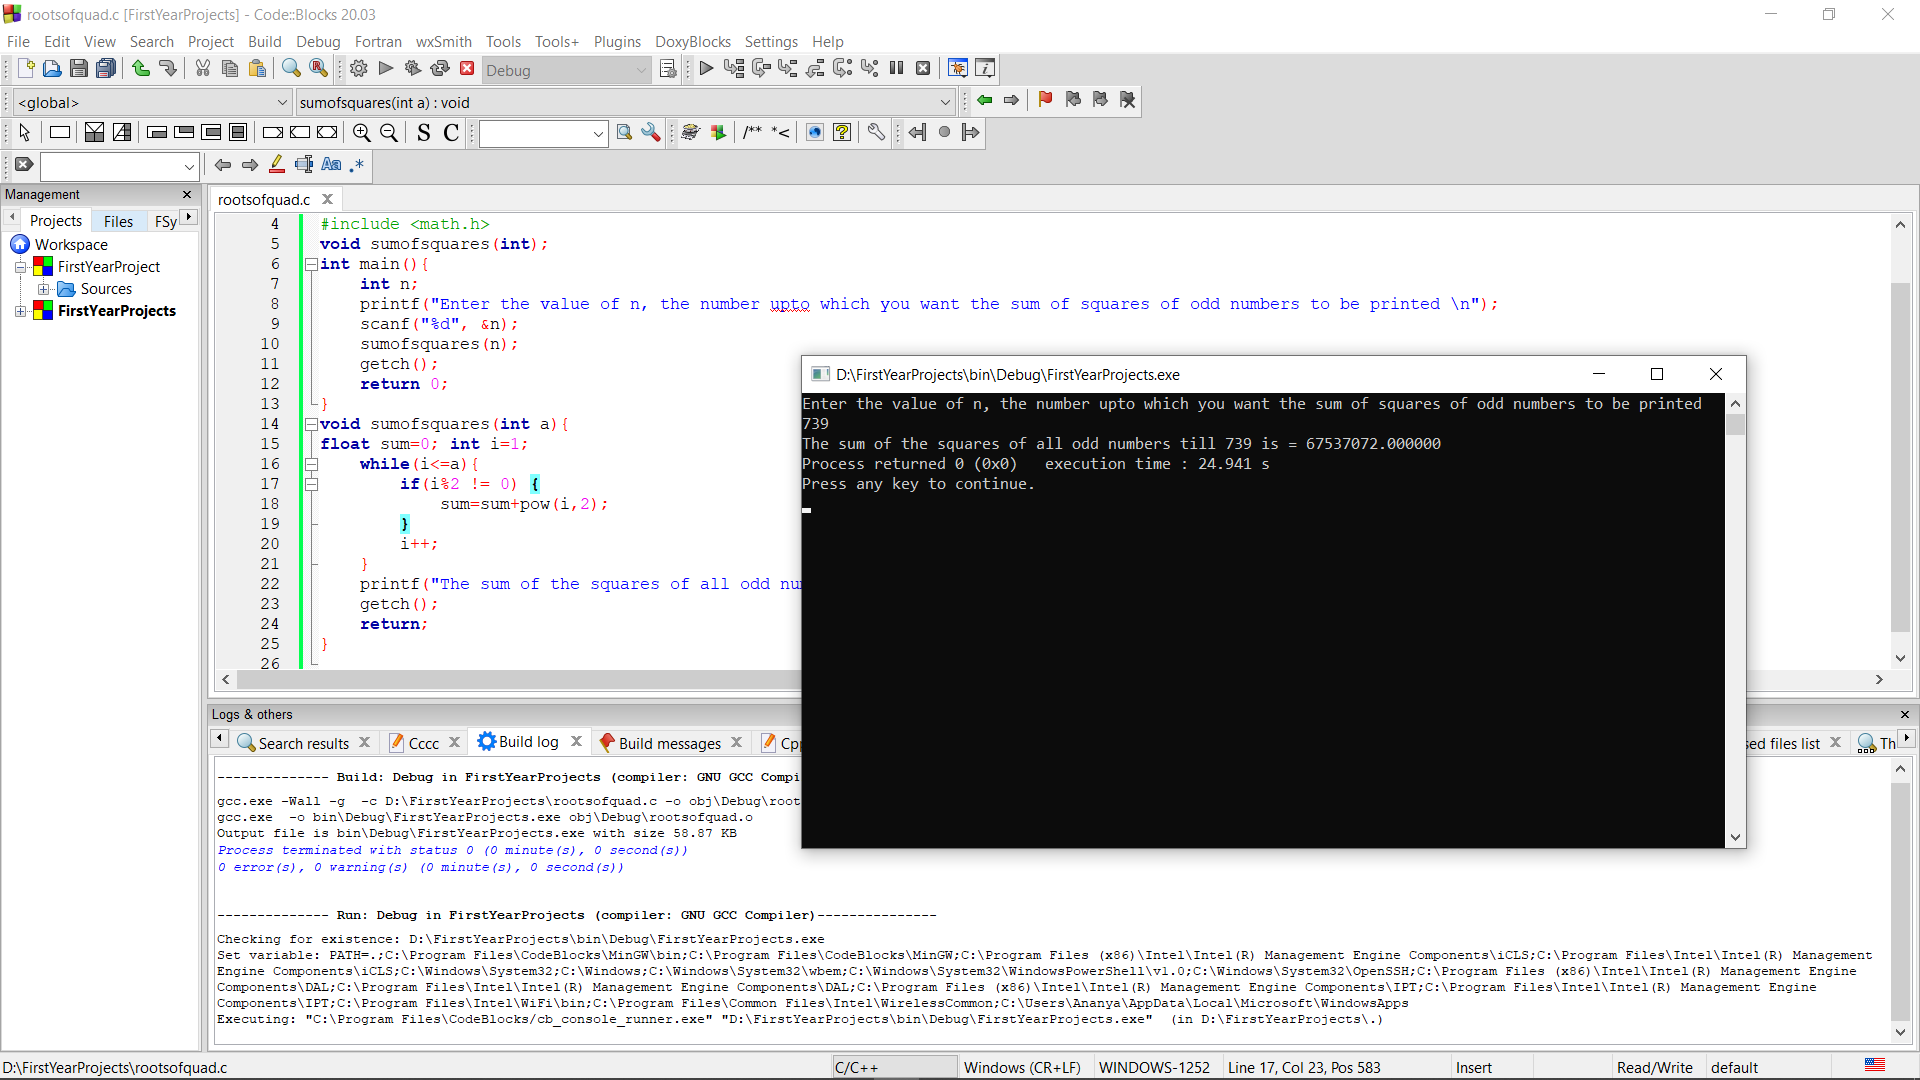 rootsofquad.c [FirstYearProjects] - Code::Blocks 20.03
File Edit View Search Project Build Debug Fortran wxSmith Tools Tools+ Plugins DoxyBlocks Settings Help
Debug
<global> sumofsquares(int a) : void
S C /** *<
Aa .*
Management
Projects Files FSy
Workspace
FirstYearProject
Sources
FirstYearProjects
rootsofquad.c
4 #include <math.h>
5 void sumofsquares(int);
6 int main(){
7 int n;
8 printf("Enter the value of n, the number upto which you want the sum of squares of odd numbers to be printed \n");
9 scanf("%d", &n);
10 sumofsquares(n);
11 getch();
12 return 0;
13 }
14 void sumofsquares(int a){
15 float sum=0; int i=1;
16 while(i<=a){
17 if(i%2 != 0) {
18 sum=sum+pow(i,2);
19 }
20 i++;
21 }
22 printf("The sum of the squares of all odd nu
23 getch();
24 return;
25 }
26
D:\FirstYearProjects\bin\Debug\FirstYearProjects.exe
Enter the value of n, the number upto which you want the sum of squares of odd numbers to be printed
739
The sum of the squares of all odd numbers till 739 is = 67537072.000000
Process returned 0 (0x0) execution time : 24.941 s
Press any key to continue.
Logs & others
Search results Cccc Build log Build messages Cpp sed files list Th
-------------- Build: Debug in FirstYearProjects (compiler: GNU GCC Compi
gcc.exe -Wall -g -c D:\FirstYearProjects\rootsofquad.c -o obj\Debug\root
gcc.exe -o bin\Debug\FirstYearProjects.exe obj\Debug\rootsofquad.o
Output file is bin\Debug\FirstYearProjects.exe with size 58.87 KB
Process terminated with status 0 (0 minute(s), 0 second(s))
0 error(s), 0 warning(s) (0 minute(s), 0 second(s))
-------------- Run: Debug in FirstYearProjects (compiler: GNU GCC Compiler)---------------
Checking for existence: D:\FirstYearProjects\bin\Debug\FirstYearProjects.exe
Set variable: PATH=.;C:\Program Files\CodeBlocks\MinGW\bin;C:\Program Files\CodeBlocks\MinGW;C:\Program Files (x86)\Intel\Intel(R) Management Engine Components\iCLS;C:\Program Files\Intel\Intel(R) Management
Engine Components\iCLS;C:\Windows\System32;C:\Windows;C:\Windows\System32\wbem;C:\Windows\System32\WindowsPowerShell\v1.0;C:\Windows\System32\OpenSSH;C:\Program Files (x86)\Intel\Intel(R) Management Engine
Components\DAL;C:\Program Files\Intel\Intel(R) Management Engine Components\DAL;C:\Program Files (x86)\Intel\Intel(R) Management Engine Components\IPT;C:\Program Files\Intel\Intel(R) Management Engine
Components\IPT;C:\Program Files\Intel\WiFi\bin;C:\Program Files\Common Files\Intel\WirelessCommon;C:\Users\Ananya\AppData\Local\Microsoft\WindowsApps
Executing: "C:\Program Files\CodeBlocks/cb_console_runner.exe" "D:\FirstYearProjects\bin\Debug\FirstYearProjects.exe" (in D:\FirstYearProjects\.)
D:\FirstYearProjects\rootsofquad.c C/C++ Windows (CR+LF) WINDOWS-1252 Line 17, Col 23, Pos 583 Insert Read/Write default